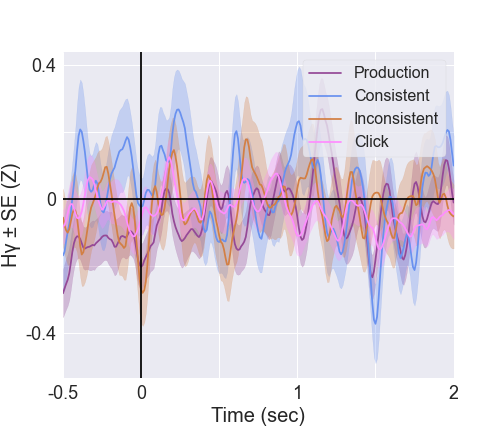 Production
Consistent
Inconsistent
Click
0.4
0
-0.4
Hγ ± SE (Z)
-0.5 0 1 2
Time (sec)